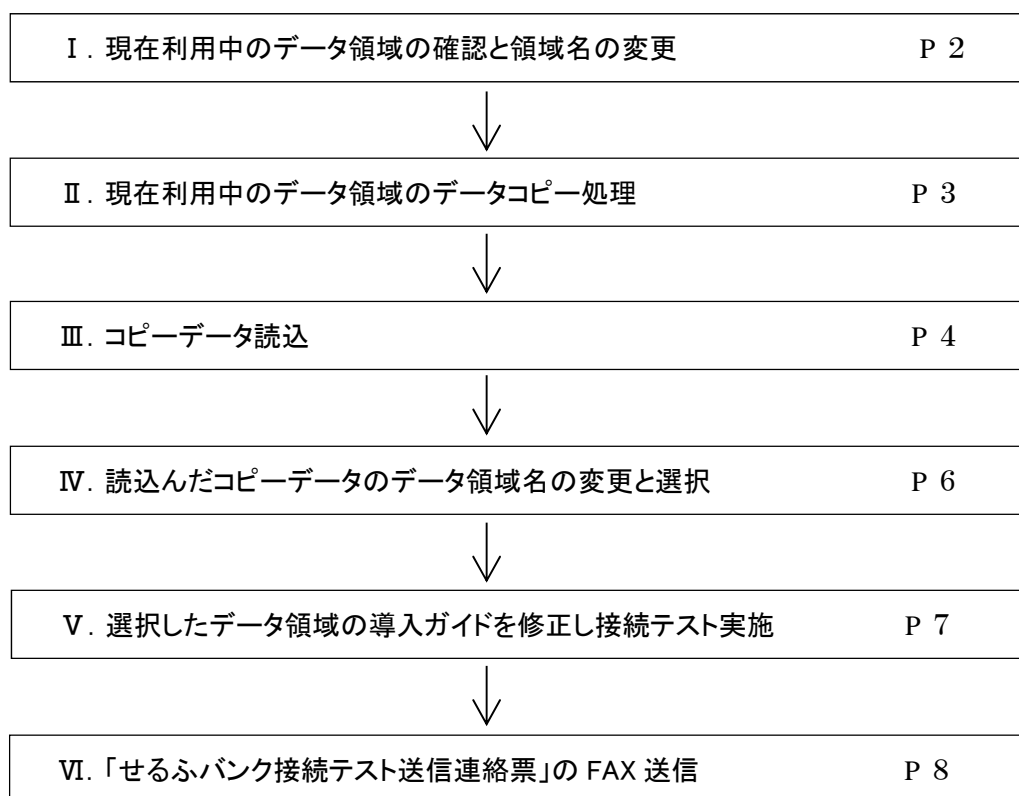 Ⅰ. 現在利用中のデータ領域の確認と領域名の変更 P 2
Ⅱ. 現在利用中のデータ領域のデータコピー処理 P 3
Ⅲ. コピーデータ読込 P 4
Ⅳ. 読込んだコピーデータのデータ領域名の変更と選択 P 6
Ⅴ. 選択したデータ領域の導入ガイドを修正し接続テスト実施 P 7
Ⅵ. 「せるふバンク接続テスト送信連絡票」の FAX 送信 P 8